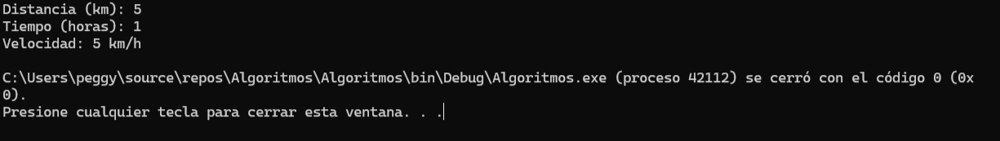 Distancia (km): 5
Tiempo (horas): 1
Velocidad: 5 km/h
C:\Users\peggy\source\repos\Algoritmos\Algoritmos\bin\Debug\Algoritmos.exe (proceso 42112) se cerró con el código 0 (0x
0).
Presione cualquier tecla para cerrar esta ventana. . .